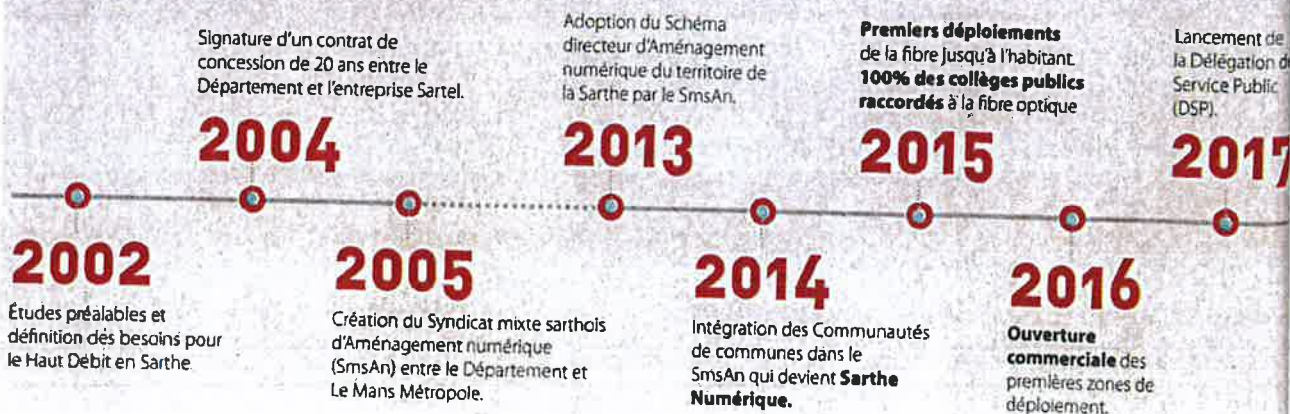 Signature d'un contrat de
concession de 20 ans entre le
Département et l'entreprise Sartel.
2004
Adoption du Schéma
directeur d'Aménagement
numérique du territoire de
la Sarthe par le SmsAn.
2013
Premiers déploiements
de la fibre jusqu'à l'habitant.
100% des collèges publics
raccordés à la fibre optique
2015
Lancement de
la Délégation de
Service Public
(DSP).
2017
2002
Études préalables et
définition des besoins pour
le Haut Débit en Sarthe.
2005
Création du Syndicat mixte sarthois
d'Aménagement numérique
(SmsAn) entre le Département et
Le Mans Métropole.
2014
Intégration des Communautés
de communes dans le
SmsAn qui devient Sarthe
Numérique.
2016
Ouverture
commerciale des
premières zones de
déploiement.